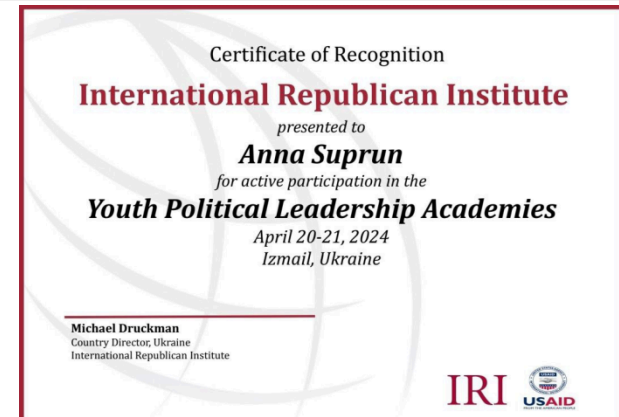 Certificate of Recognition
International Republican Institute
presented to
Anna Suprun
for active participation in the
Youth Political Leadership Academies
April 20-21, 2024
Izmail, Ukraine
Michael Druckman
Country Director, Ukraine
International Republican Institute
IRI
USAID